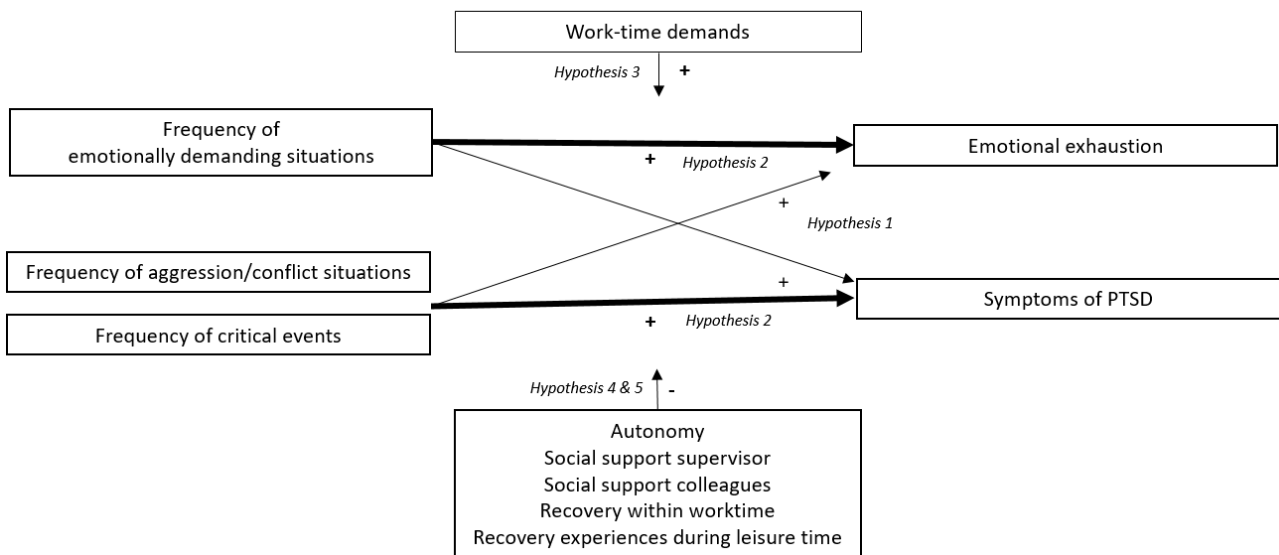 Work-time demands
Hypothesis 3 +
Frequency of
emotionally demanding situations
Emotional exhaustion
+ Hypothesis 2
+
Hypothesis 1
Frequency of aggression/conflict situations
+
Symptoms of PTSD
Frequency of critical events
+ Hypothesis 2
Hypothesis 4 & 5 -
Autonomy
Social support supervisor
Social support colleagues
Recovery within worktime
Recovery experiences during leisure time